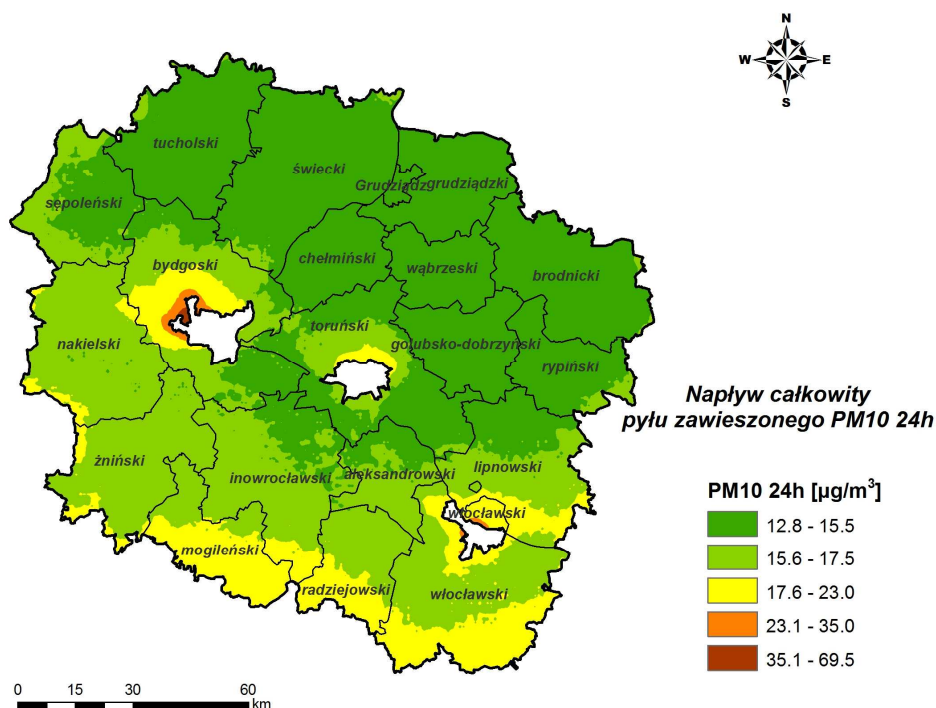 N
W E
S
tucholski
świecki
Grudziądz grudziądzki
sępoleński
bydgoski
chełmiński
wąbrzeski
brodnicki
toruński
nakielski
golubsko-dobrzyński
rypiński
Napływ całkowity
pyłu zawieszonego PM10 24h
żniński
inowrocławski
aleksandrowski
lipnowski
PM10 24h [µg/m³]
włocławski
12.8 - 15.5
mogileński
15.6 - 17.5
radziejowski
włocławski
17.6 - 23.0
23.1 - 35.0
35.1 - 69.5
0 15 30 60
km